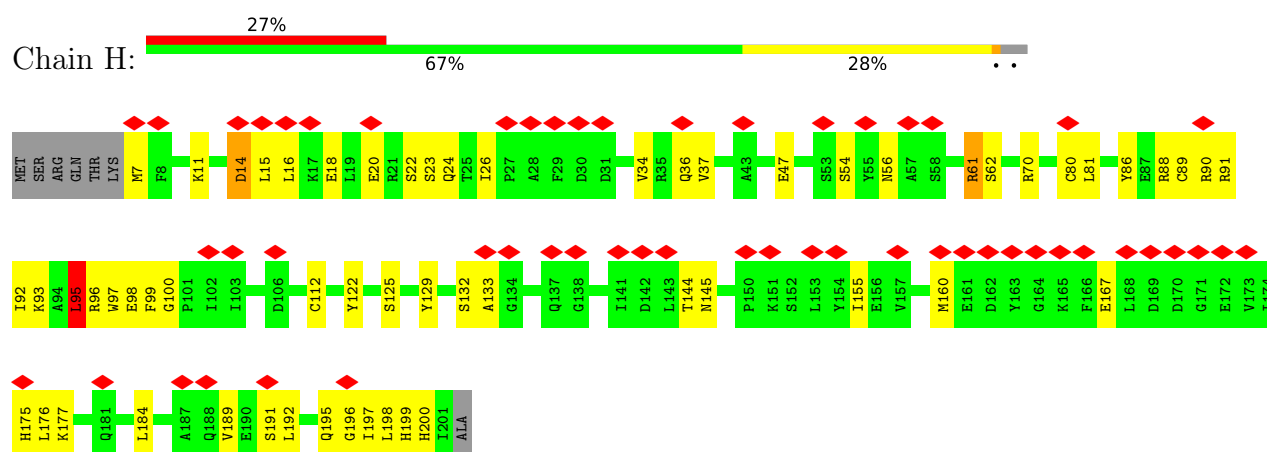 27%
Chain H:
67% 28% • •
MET SER ARG GLN THR LYS M7 F8 K11 D14 L15 L16 K17 E18 L19 E20 R21 S22 S23 Q24 T25 I26 P27 A28 F29 D30 D31 V34 R35 Q36 V37 A43 E47 S53 S54 Y55 N56 A57 S58 R61 S62 R70 C80 L81 Y86 E87 R88 C89 R90 R91
I92 K93 A94 L95 R96 W97 E98 F99 G100 P101 I102 I103 D106 C112 Y122 S125 Y129 S132 A133 G134 Q137 G138 I141 D142 L143 T144 N145 P150 K151 S152 L153 Y154 I155 E156 V157 M160 E161 D162 Y163 G164 K165 F166 E167 L168 D169 D170 G171 E172 V173 I174
H175 L176 K177 Q181 L184 A187 Q188 V189 E190 S191 L192 Q195 G196 I197 L198 H199 H200 I201 ALA